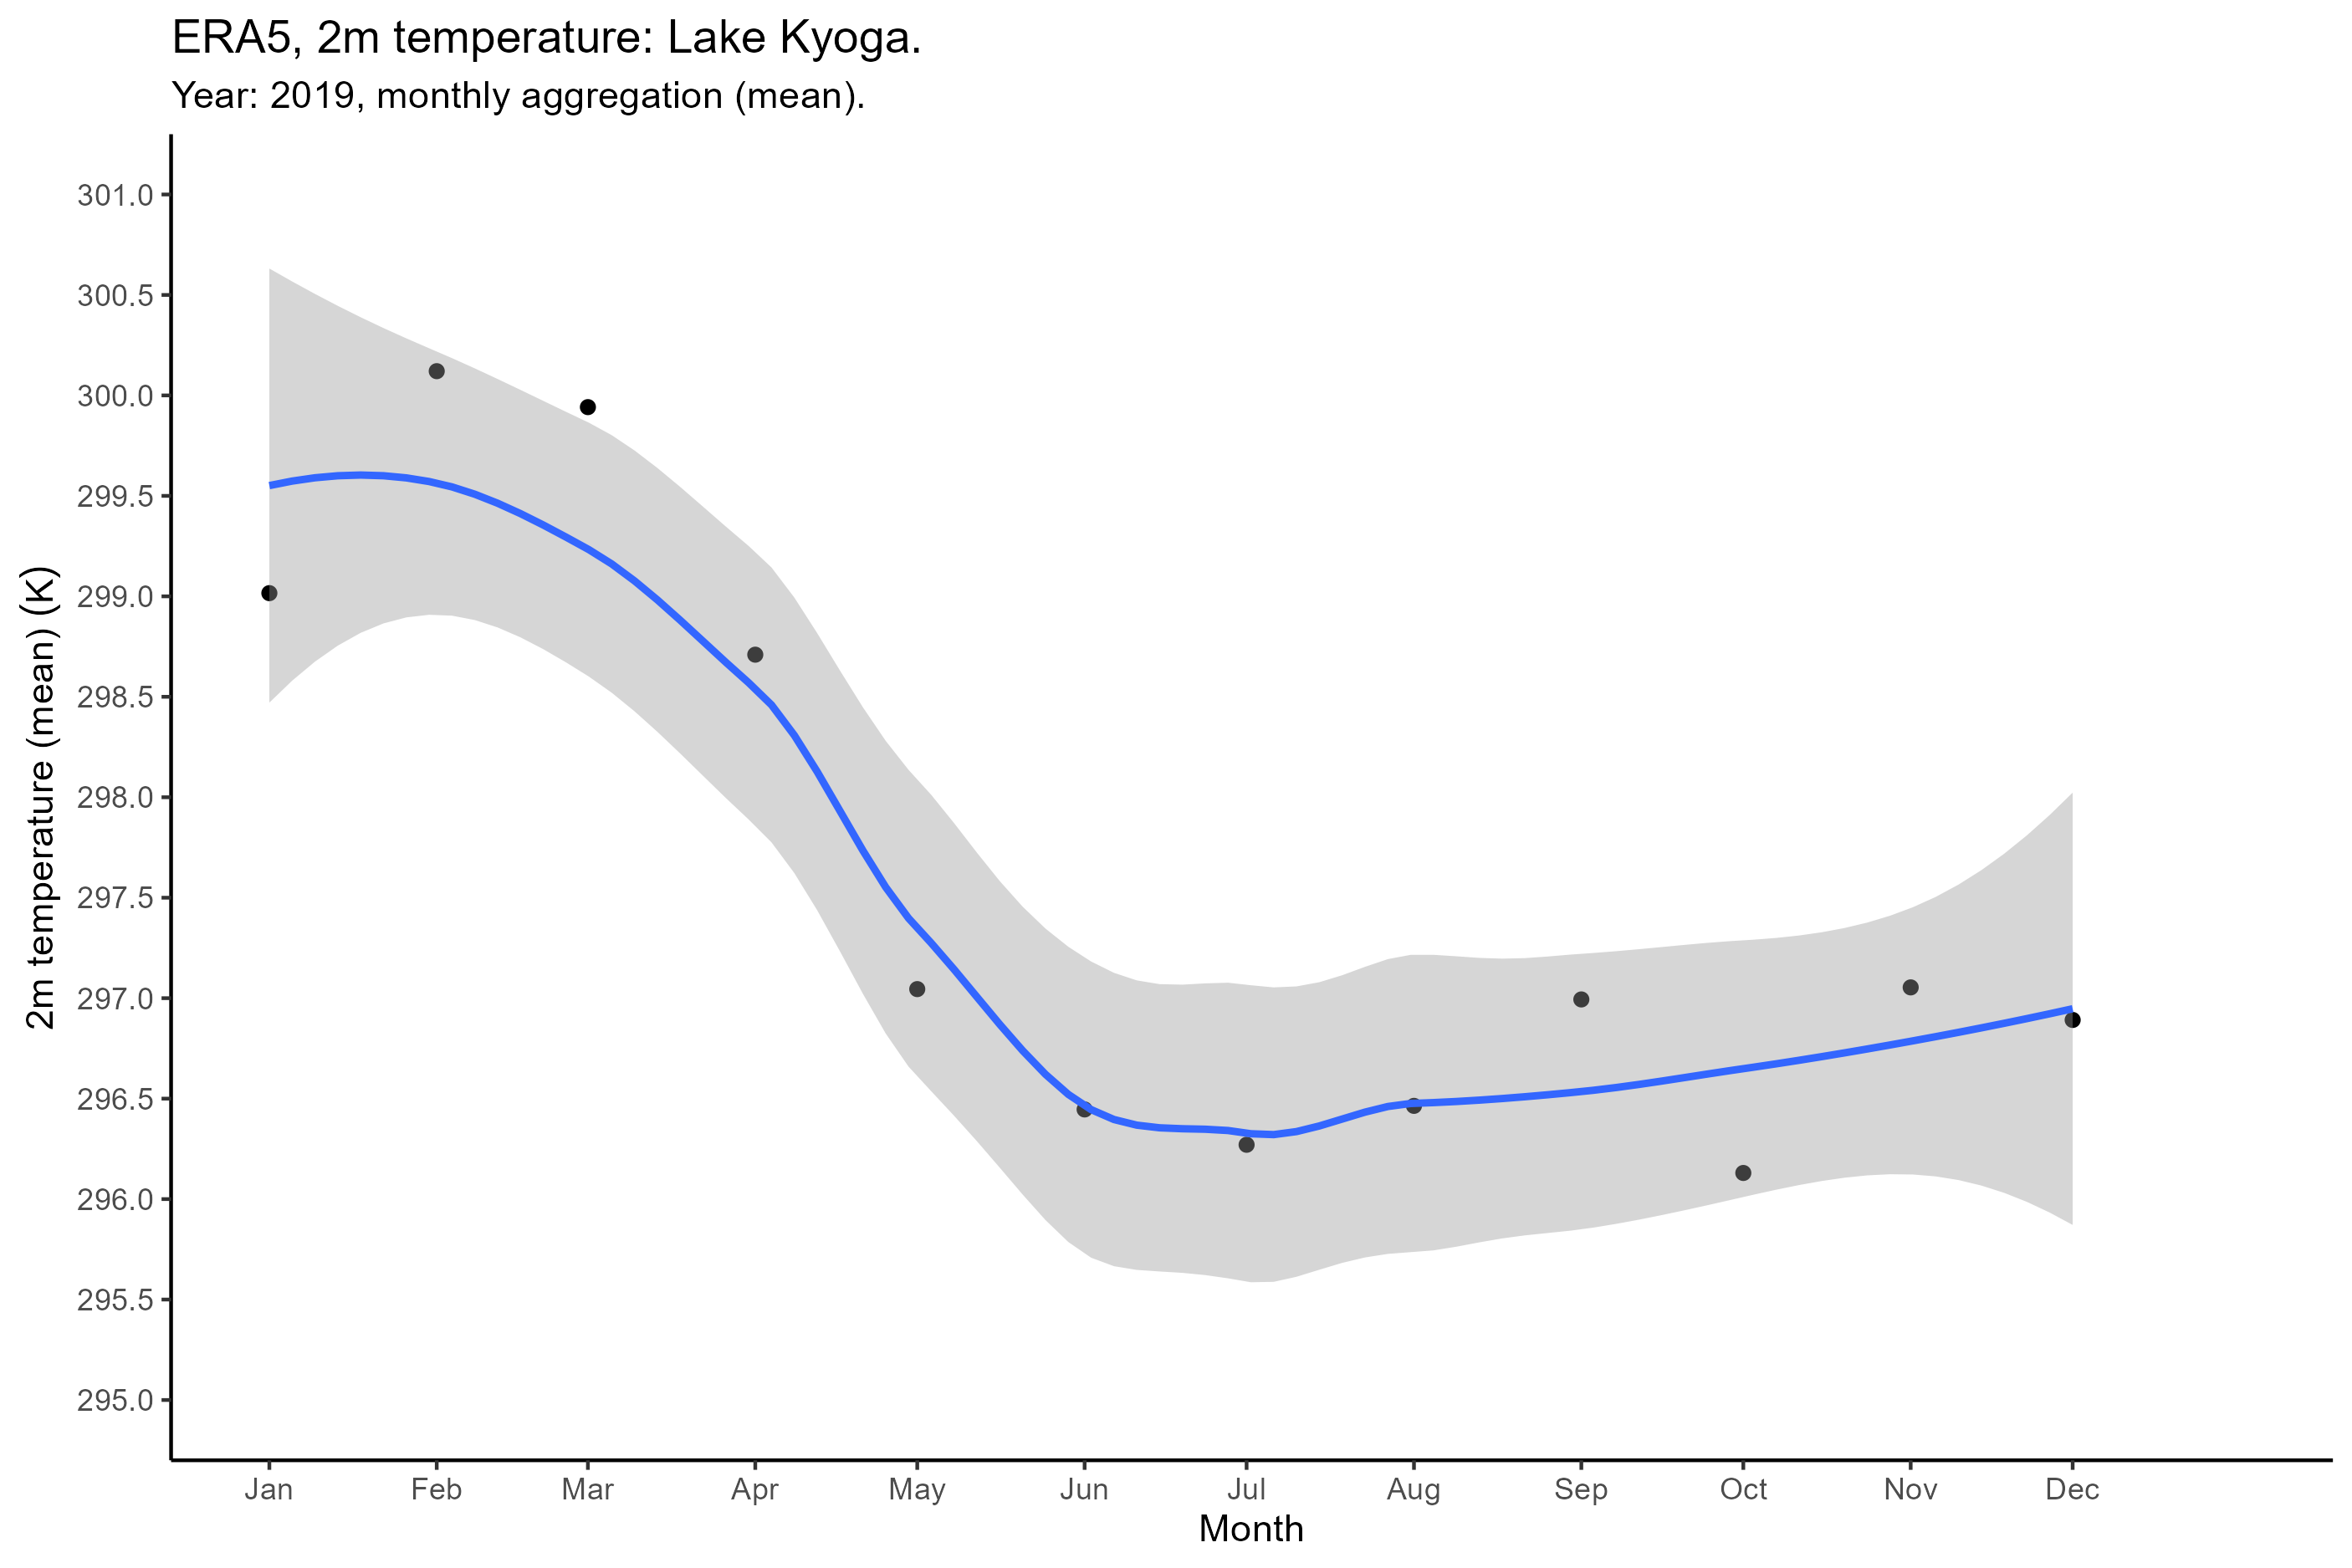 ERA5, 2m temperature: Lake Kyoga.
Year: 2019, monthly aggregation (mean).
2m temperature (mean) (K)
301.0
300.5
300.0
299.5
299.0
298.5
298.0
297.5
297.0
296.5
296.0
295.5
295.0
Jan Feb Mar Apr May Jun Jul Aug Sep Oct Nov Dec
Month